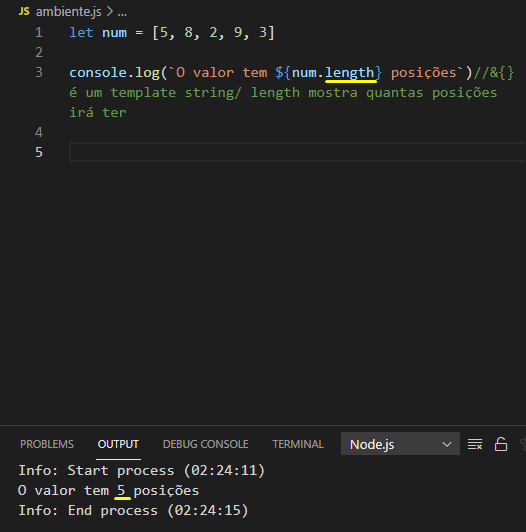 JS ambiente.js > ...
1 let num = [5, 8, 2, 9, 3]
2
3 console.log(`O valor tem ${num.length} posições`)//&{}
é um template string/ length mostra quantas posições
irá ter
4
5
PROBLEMS OUTPUT DEBUG CONSOLE TERMINAL Node.js
Info: Start process (02:24:11)
O valor tem 5 posições
Info: End process (02:24:15)